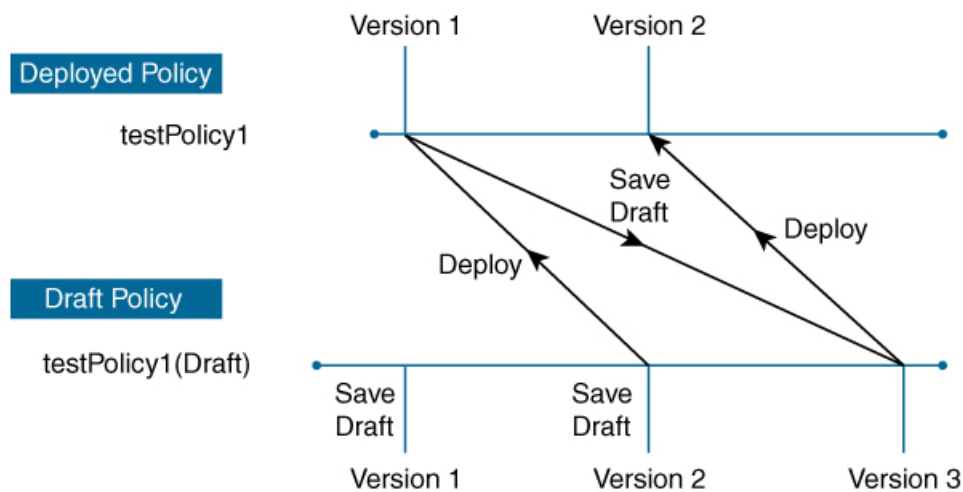 Version 1
Version 2
Deployed Policy
testPolicy1
Save
Draft
Deploy
Deploy
Draft Policy
testPolicy1(Draft)
Save
Draft
Save
Draft
Version 1
Version 2
Version 3